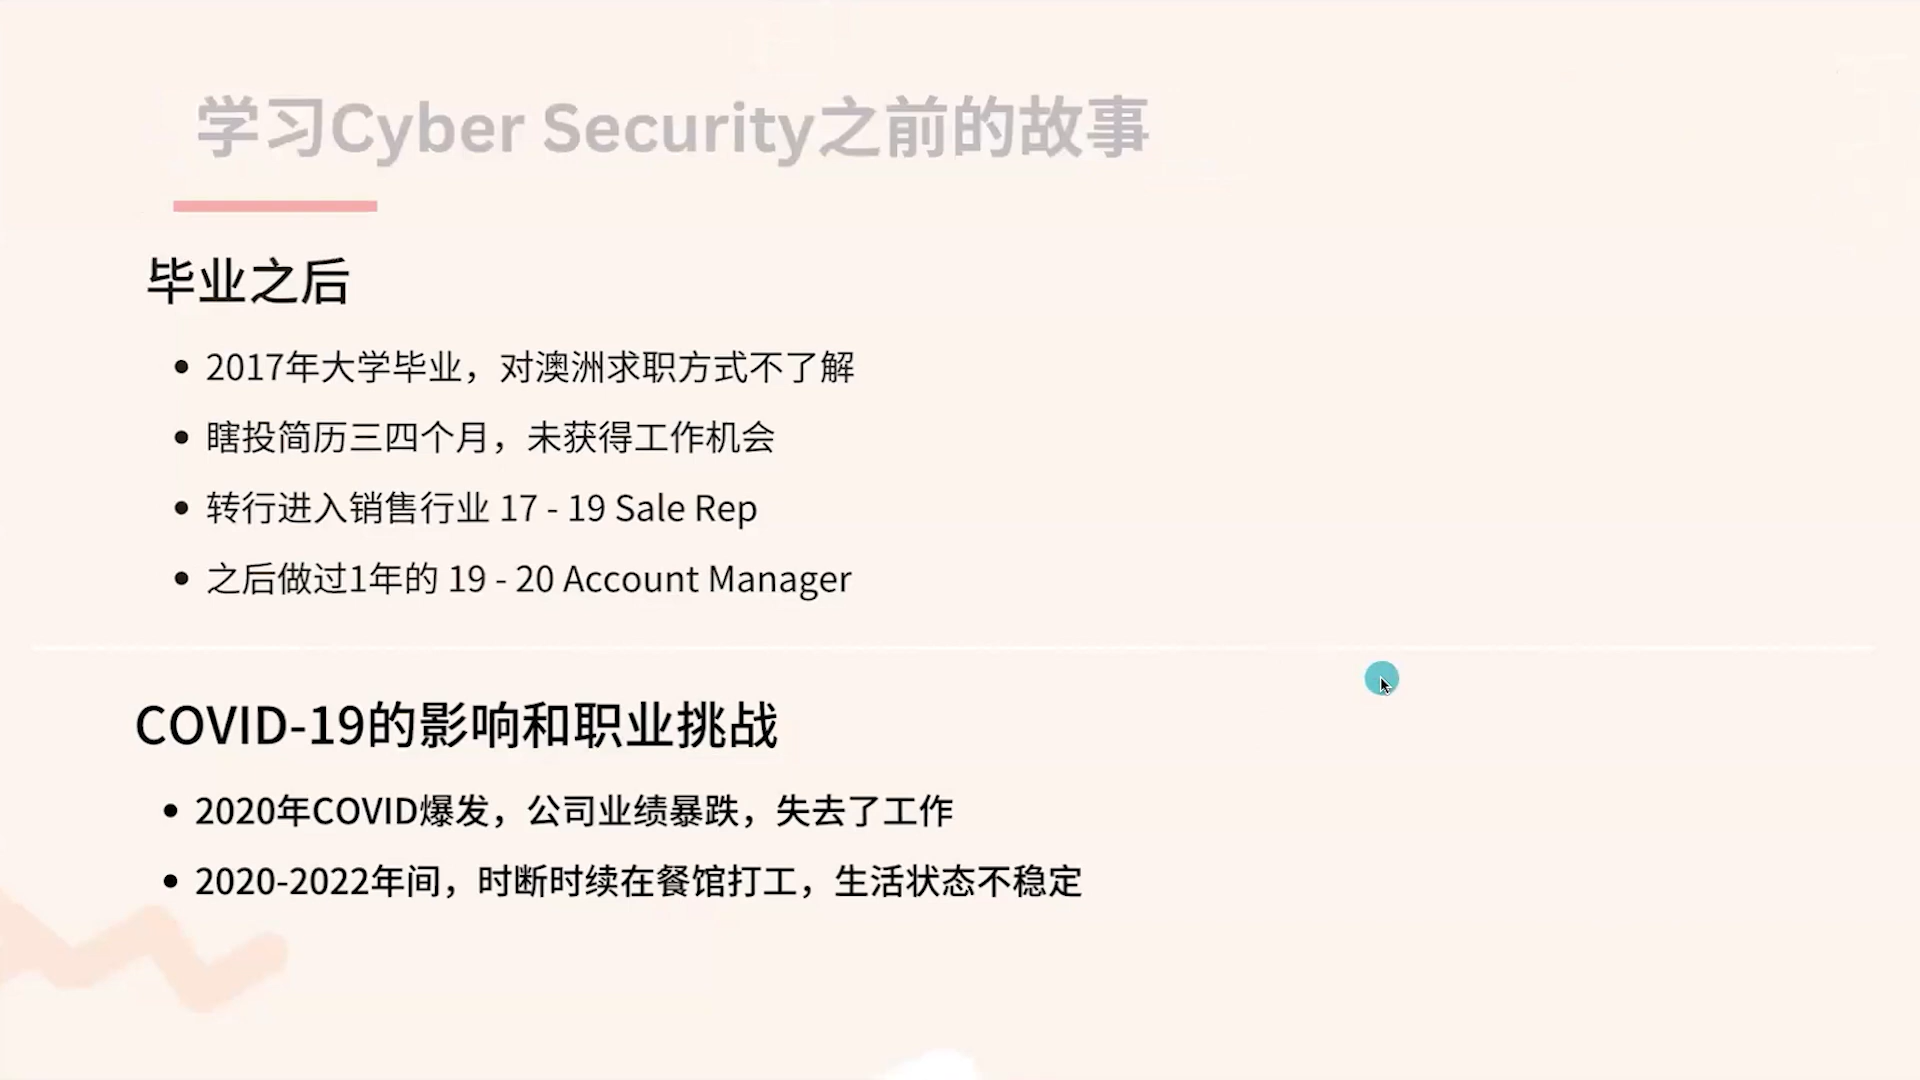 学习Cyber Security之前的故事
毕业之后
• 2017年大学毕业，对澳洲求职方式不了解
• 瞎投简历三四个月，未获得工作机会
• 转行进入销售行业 17 - 19 Sale Rep
• 之后做过1年的 19 - 20 Account Manager
COVID-19的影响和职业挑战
• 2020年COVID爆发，公司业绩暴跌，失去了工作
• 2020-2022年间，时断时续在餐馆打工，生活状态不稳定